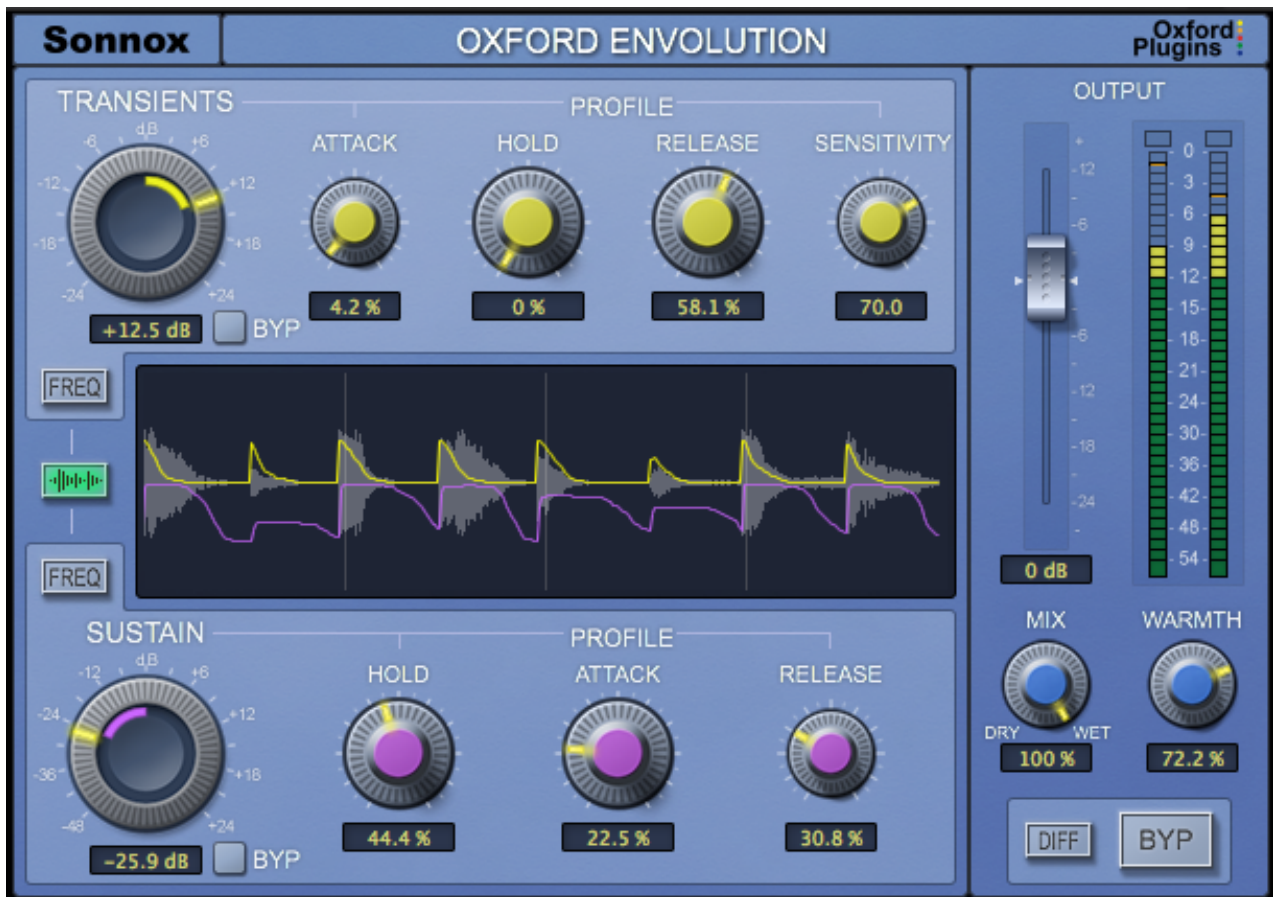 Sonnox
OXFORD ENVOLUTION
Oxford
Plugins
TRANSIENTS
PROFILE
dB
-6 +6
-12 +12
-18 +18
-24 +24
+12.5 dB
BYP
ATTACK
4.2 %
HOLD
0 %
RELEASE
58.1 %
SENSITIVITY
70.0
FREQ
FREQ
SUSTAIN
PROFILE
dB
-12 +6
-24 +12
-36 +18
-48 +24
-25.9 dB
BYP
HOLD
44.4 %
ATTACK
22.5 %
RELEASE
30.8 %
OUTPUT
+
-12
-6
-6
-12
-18
-24
-
0 dB
- 0 -
- 3 -
- 6 -
- 9 -
- 12 -
- 15 -
- 18 -
- 21 -
- 24 -
- 30 -
- 36 -
- 42 -
- 48 -
- 54 -
MIX
DRY WET
100 %
WARMTH
72.2 %
DIFF
BYP